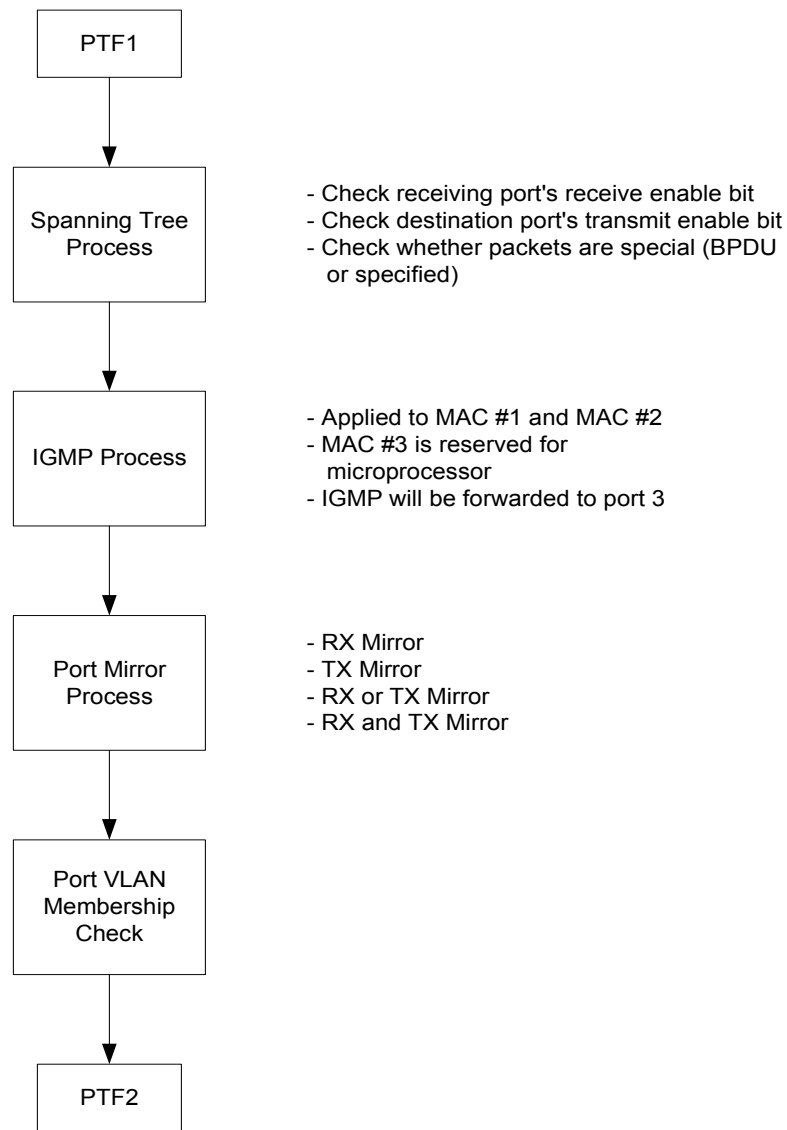 PTF1
Spanning Tree
Process
- Check receiving port's receive enable bit
- Check destination port's transmit enable bit
- Check whether packets are special (BPDU
or specified)
IGMP Process
- Applied to MAC #1 and MAC #2
- MAC #3 is reserved for
microprocessor
- IGMP will be forwarded to port 3
Port Mirror
Process
- RX Mirror
- TX Mirror
- RX or TX Mirror
- RX and TX Mirror
Port VLAN
Membership
Check
PTF2